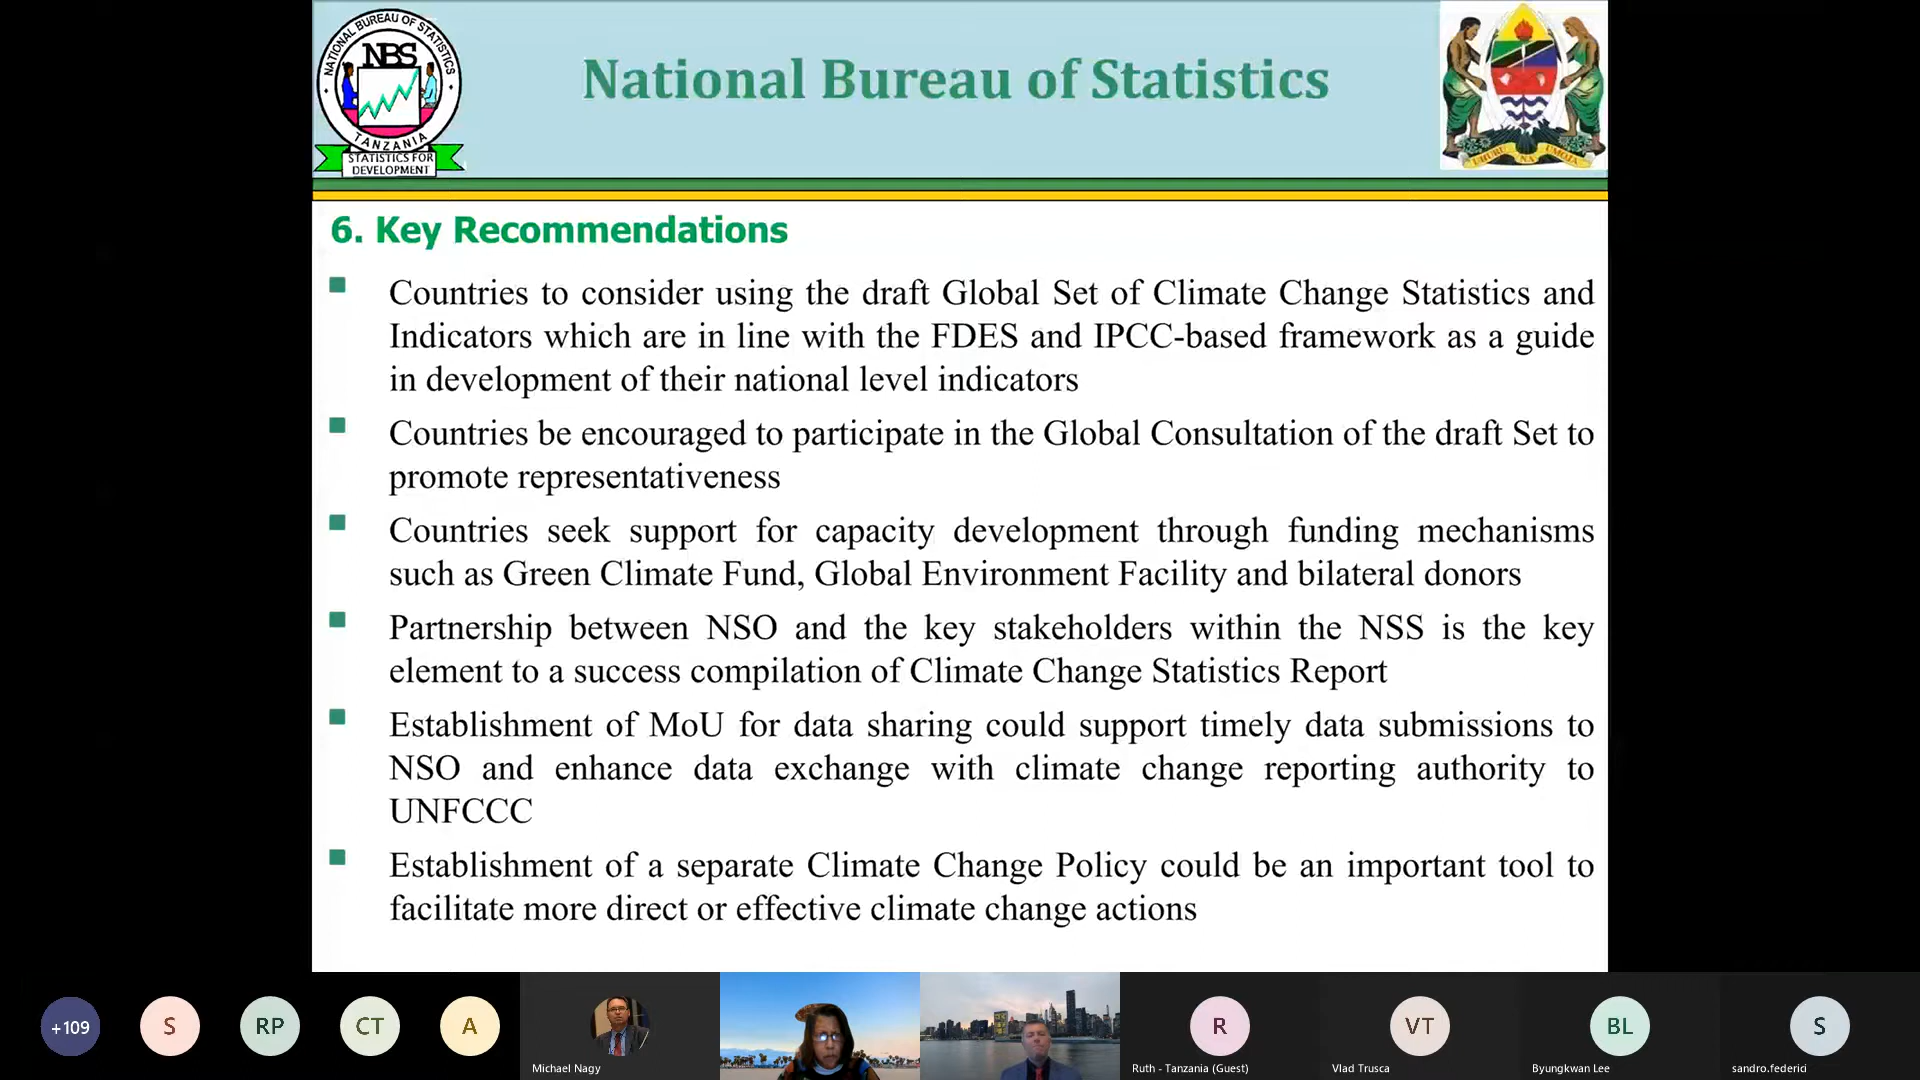 NATIONAL BUREAU OF STATISTICS
NBS
TANZANIA
STATISTICS FOR
DEVELOPMENT
National Bureau of Statistics
UHURU NA UMOJA
6. Key Recommendations
Countries to consider using the draft Global Set of Climate Change Statistics and
Indicators which are in line with the FDES and IPCC-based framework as a guide
in development of their national level indicators
Countries be encouraged to participate in the Global Consultation of the draft Set to
promote representativeness
Countries seek support for capacity development through funding mechanisms
such as Green Climate Fund, Global Environment Facility and bilateral donors
Partnership between NSO and the key stakeholders within the NSS is the key
element to a success compilation of Climate Change Statistics Report
Establishment of MoU for data sharing could support timely data submissions to
NSO and enhance data exchange with climate change reporting authority to
UNFCCC
Establishment of a separate Climate Change Policy could be an important tool to
facilitate more direct or effective climate change actions
+109
S
RP
CT
A
Michael Nagy
R
Ruth - Tanzania (Guest)
VT
Vlad Trusca
BL
Byungkwan Lee
S
sandro.federici